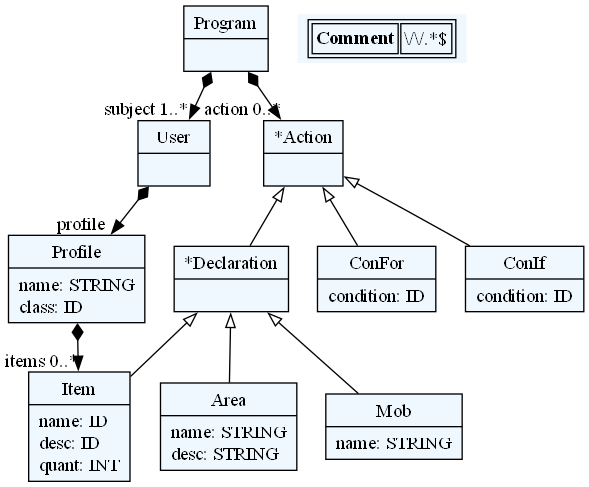 Program
Comment \/\/.*$
subject 1..* action 0..*
User
*Action
profile
Profile
name: STRING
class: ID
*Declaration
ConFor
condition: ID
ConIf
condition: ID
items 0..*
Item
name: ID
desc: ID
quant: INT
Area
name: STRING
desc: STRING
Mob
name: STRING